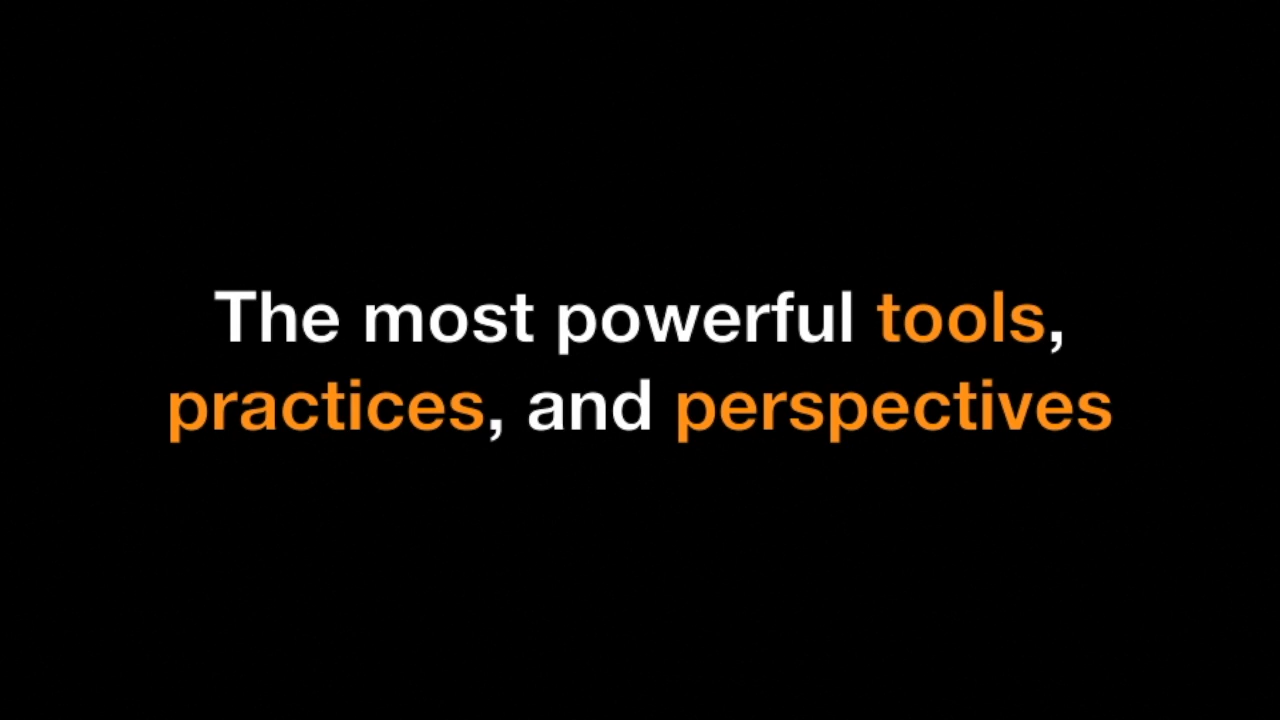 The most powerful tools,
practices, and perspectives